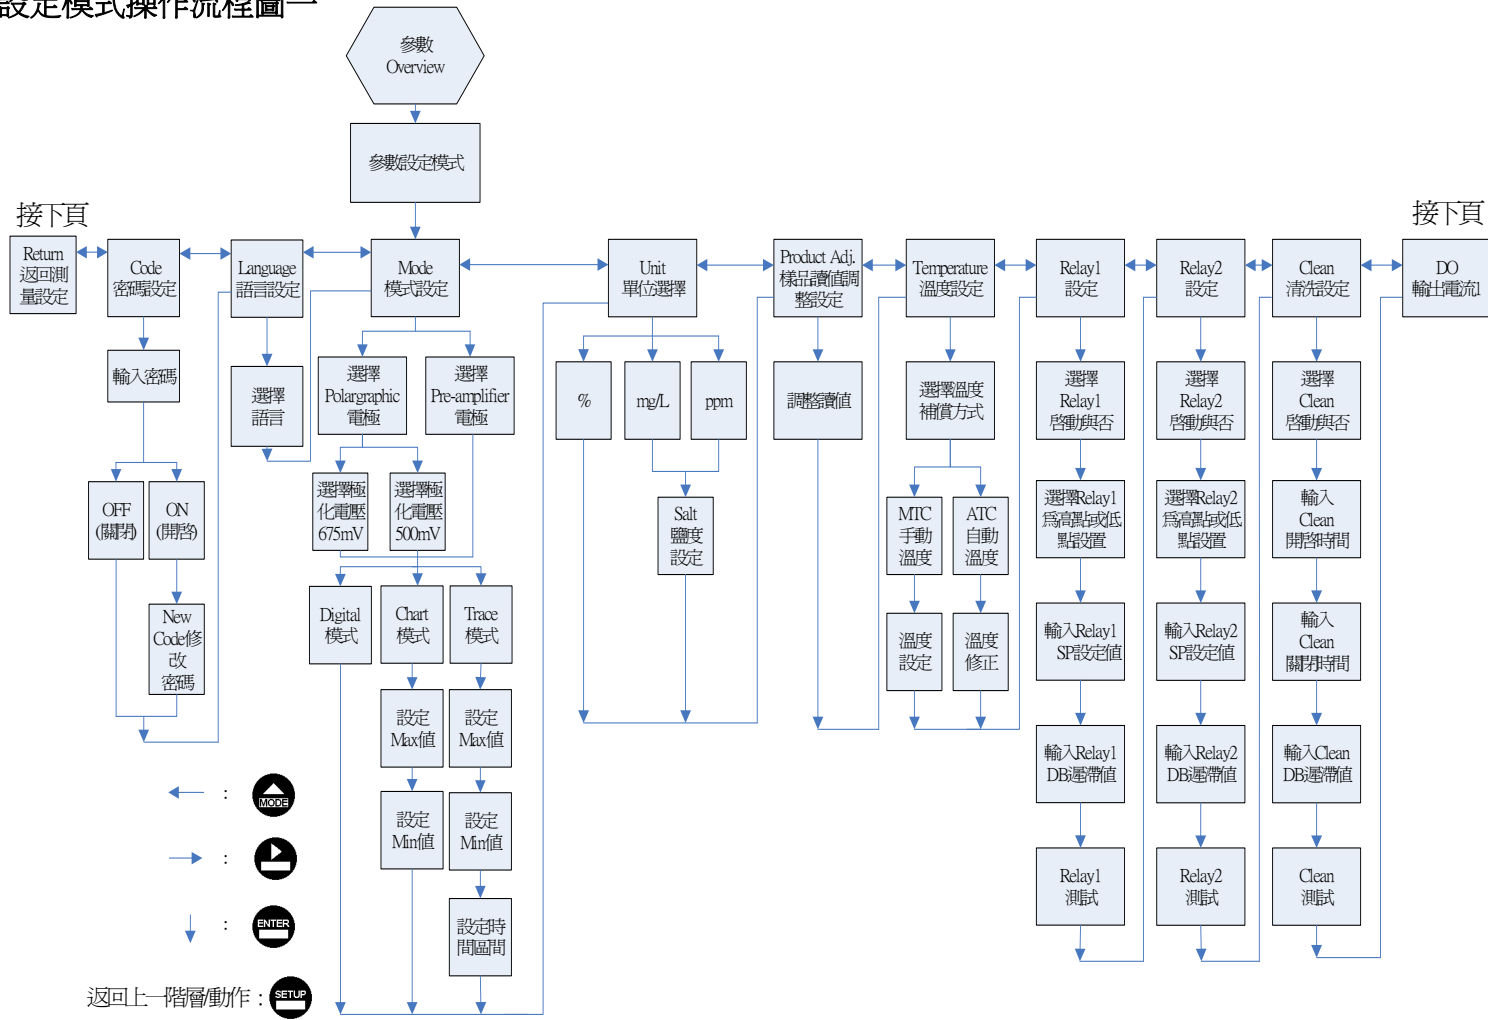 設定模式操作流程圖一
參數
Overview
參數設定模式
接下頁
接下頁
Return
返回測
量設定
Code
密碼設定
Language
語言設定
Mode
模式設定
Unit
單位選擇
Product Adj.
樣品讀值調
整設定
Temperature
溫度設定
Relay1
設定
Relay2
設定
Clean
清洗設定
DO
輸出電流1
輸入密碼
OFF
(關閉)
ON
(開啓)
New
Code修
改
密碼
選擇
語言
選擇
Polargraphic
電極
選擇
Pre-amplifier
電極
選擇極
化電壓
675mV
選擇極
化電壓
500mV
Digital
模式
Chart
模式
Trace
模式
設定
Max值
設定
Max值
設定
Min值
設定
Min值
設定時
間區間
%
mg/L
ppm
Salt
鹽度
設定
調整讀值
選擇溫度
補償方式
MTC
手動
溫度
ATC
自動
溫度
溫度
設定
溫度
修正
選擇
Relay1
啓動與否
選擇Relay1
爲高點或低
點設置
輸入Relay1
SP設定值
輸入Relay1
DB遲滯值
Relay1
測試
選擇
Relay2
啓動與否
選擇Relay2
爲高點或低
點設置
輸入Relay2
SP設定值
輸入Relay2
DB遲滯值
Relay2
測試
選擇
Clean
啓動與否
輸入
Clean
開啓時間
輸入
Clean
關閉時間
輸入Clean
DB遲滯值
Clean
測試
: MODE
:
: ENTER
返回上一階層/動作 : SETUP